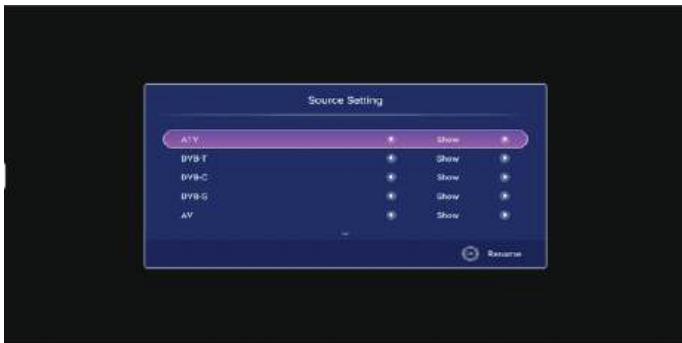 Source Setting
ATV Show
DVB-T Show
DVB-C Show
DVB-S Show
AV Show
Rename